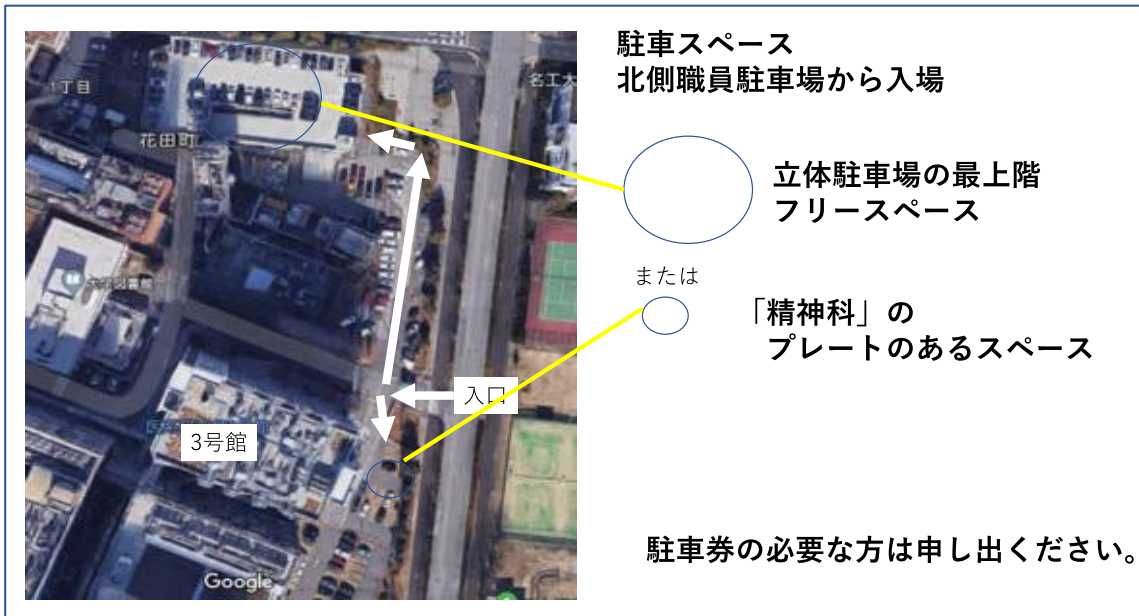 駐車スペース
北側職員駐車場から入場
立体駐車場の最上階
フリースペース
または
「精神科」の
プレートのあるスペース
駐車券の必要な方は申し出ください。
1丁目
花田町
名工大
入口
3号館
Google